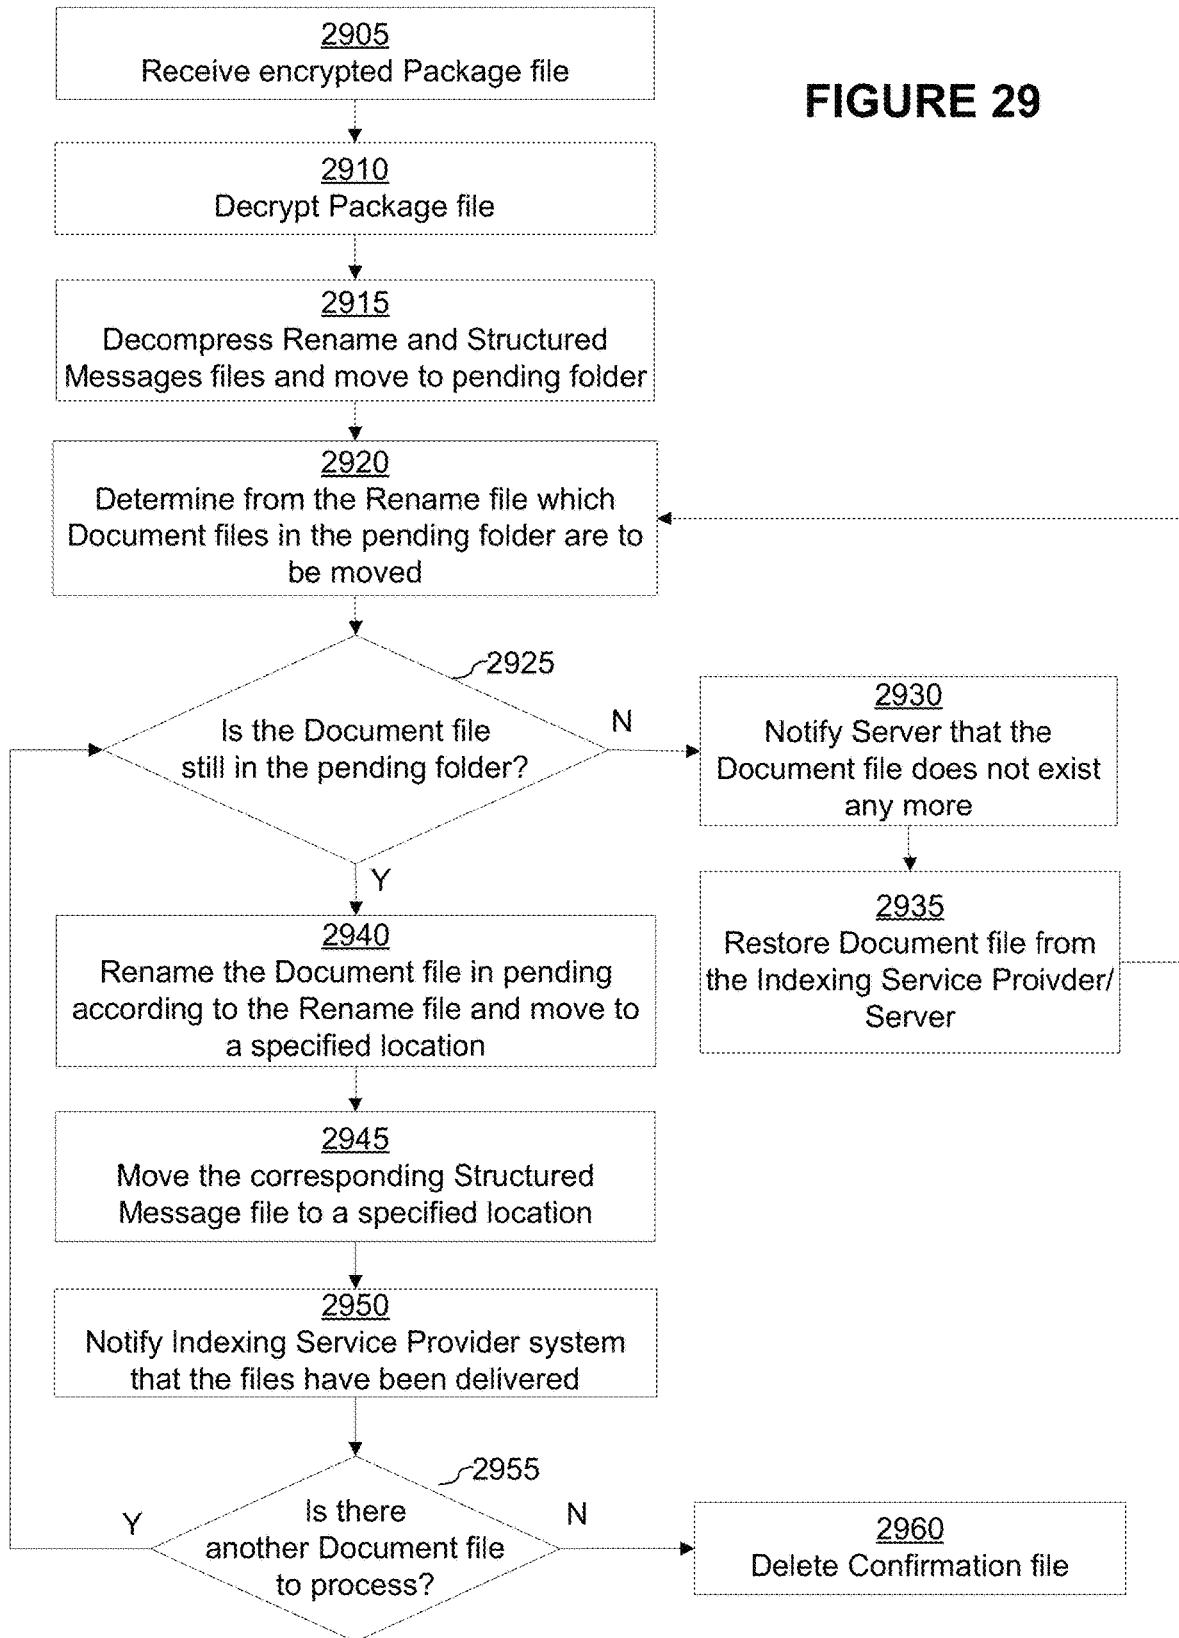 FIGURE 29
2905
Receive encrypted Package file
2910
Decrypt Package file
2915
Decompress Rename and Structured
Messages files and move to pending folder
2920
Determine from the Rename file which
Document files in the pending folder are to
be moved
2925
Is the Document file
still in the pending folder?
N
2930
Notify Server that the
Document file does not exist
any more
2935
Restore Document file from
the Indexing Service Proivder/
Server
Y
2940
Rename the Document file in pending
according to the Rename file and move to
a specified location
2945
Move the corresponding Structured
Message file to a specified location
2950
Notify Indexing Service Provider system
that the files have been delivered
2955
Is there
another Document file
to process?
Y
N
2960
Delete Confirmation file